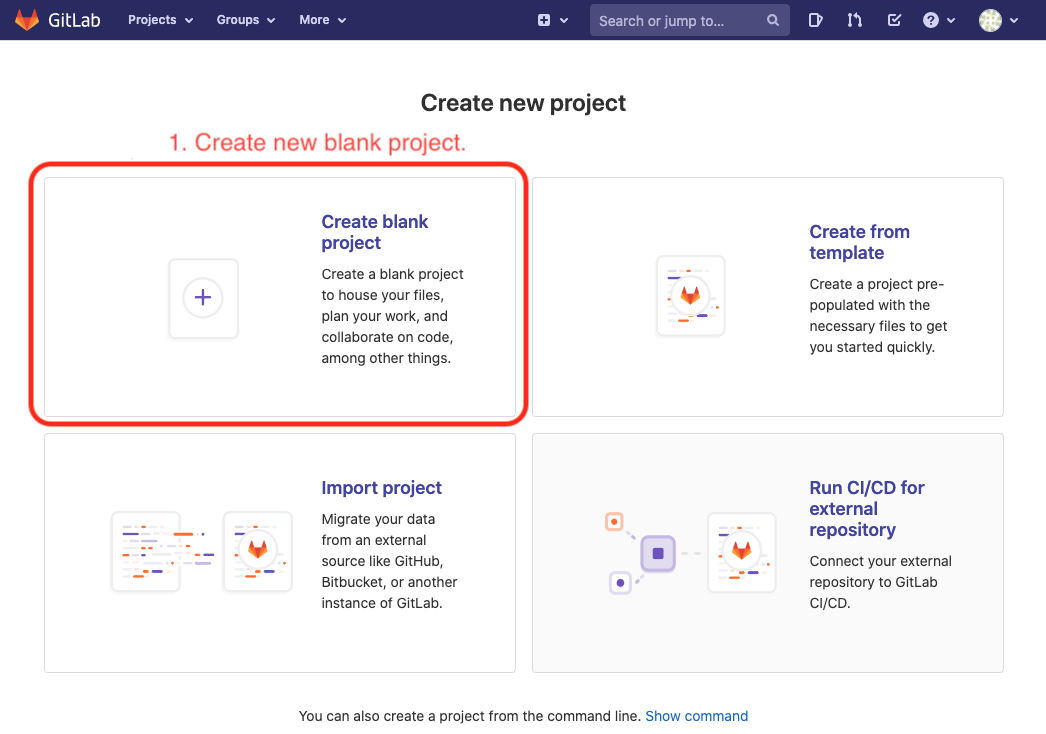 GitLab Projects Groups More Search or jump to...
Create new project
1. Create new blank project.
Create blank
project
Create a blank project
to house your files,
plan your work, and
collaborate on code,
among other things.
Create from
template
Create a project pre-
populated with the
necessary files to get
you started quickly.
Import project
Migrate your data
from an external
source like GitHub,
Bitbucket, or another
instance of GitLab.
Run CI/CD for
external
repository
Connect your external
repository to GitLab
CI/CD.
You can also create a project from the command line. Show command